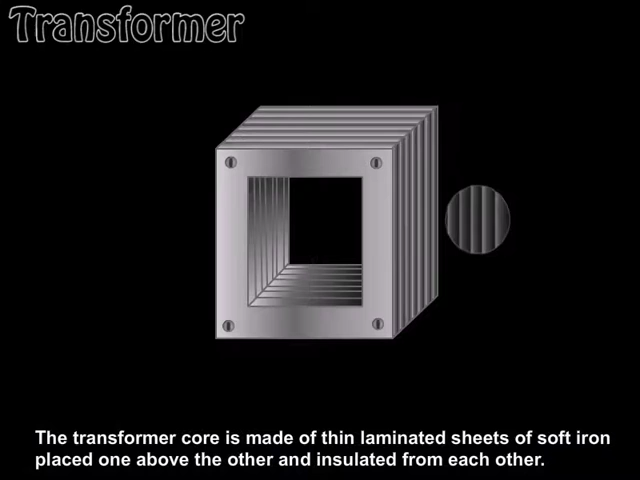 Transformer
The transformer core is made of thin laminated sheets of soft iron
placed one above the other and insulated from each other.